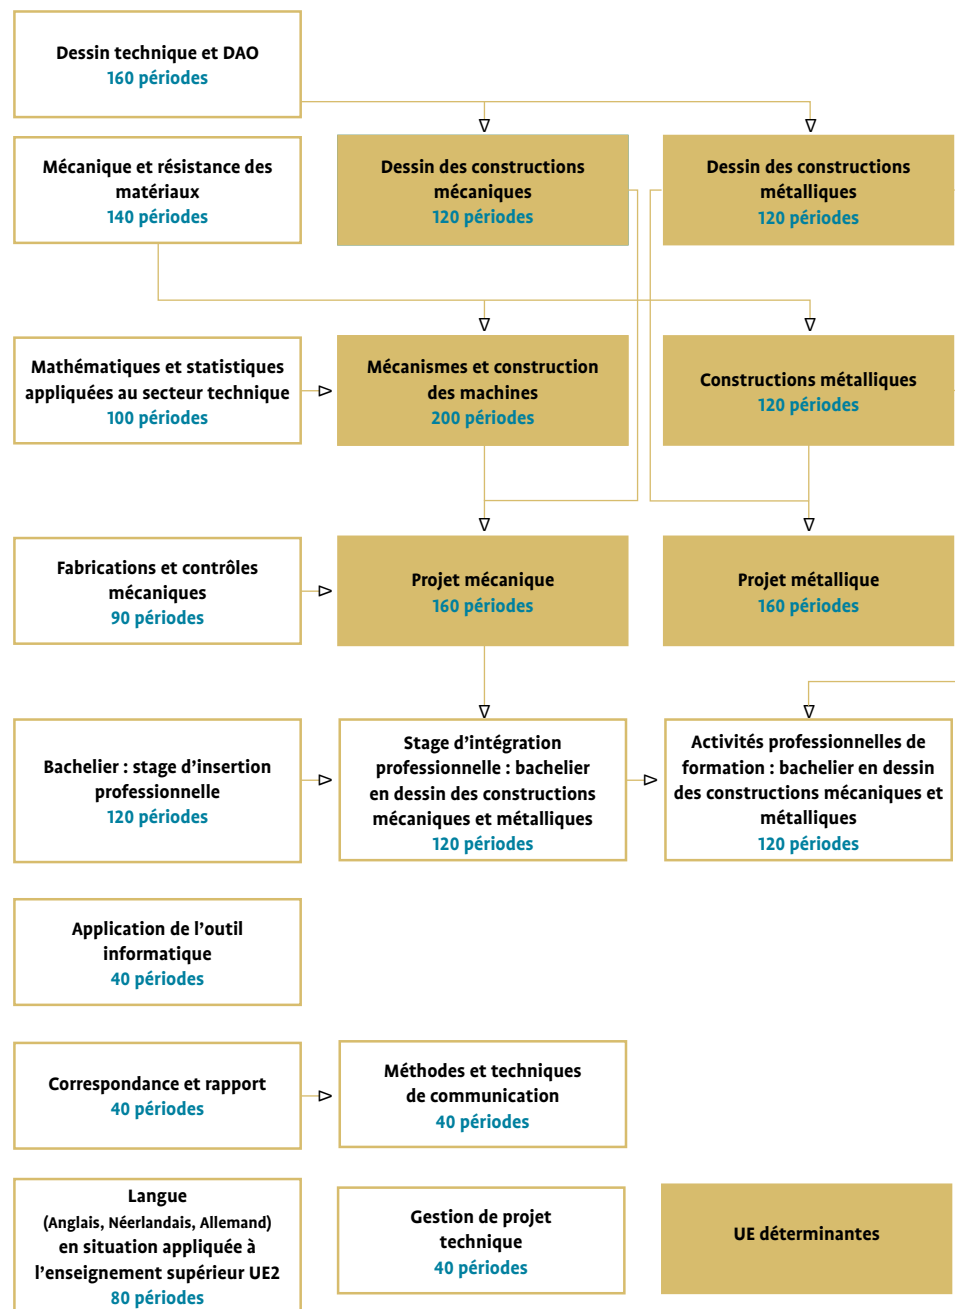 Dessin technique et DAO
160 périodes
Mécanique et résistance des
matériaux
140 périodes
Dessin des constructions
mécaniques
120 périodes
Dessin des constructions
métalliques
120 périodes
Mathématiques et statistiques
appliquées au secteur technique
100 périodes
Mécanismes et construction
des machines
200 périodes
Constructions métalliques
120 périodes
Fabrications et contrôles
mécaniques
90 périodes
Projet mécanique
160 périodes
Projet métallique
160 périodes
Bachelier : stage d’insertion
professionnelle
120 périodes
Stage d’intégration
professionnelle : bachelier
en dessin des constructions
mécaniques et métalliques
120 périodes
Activités professionnelles de
formation : bachelier en dessin
des constructions mécaniques et
métalliques
120 périodes
Application de l’outil
informatique
40 périodes
Correspondance et rapport
40 périodes
Méthodes et techniques
de communication
40 périodes
Langue
(Anglais, Néerlandais, Allemand)
en situation appliquée à
l’enseignement supérieur UE2
80 périodes
Gestion de projet
technique
40 périodes
UE déterminantes